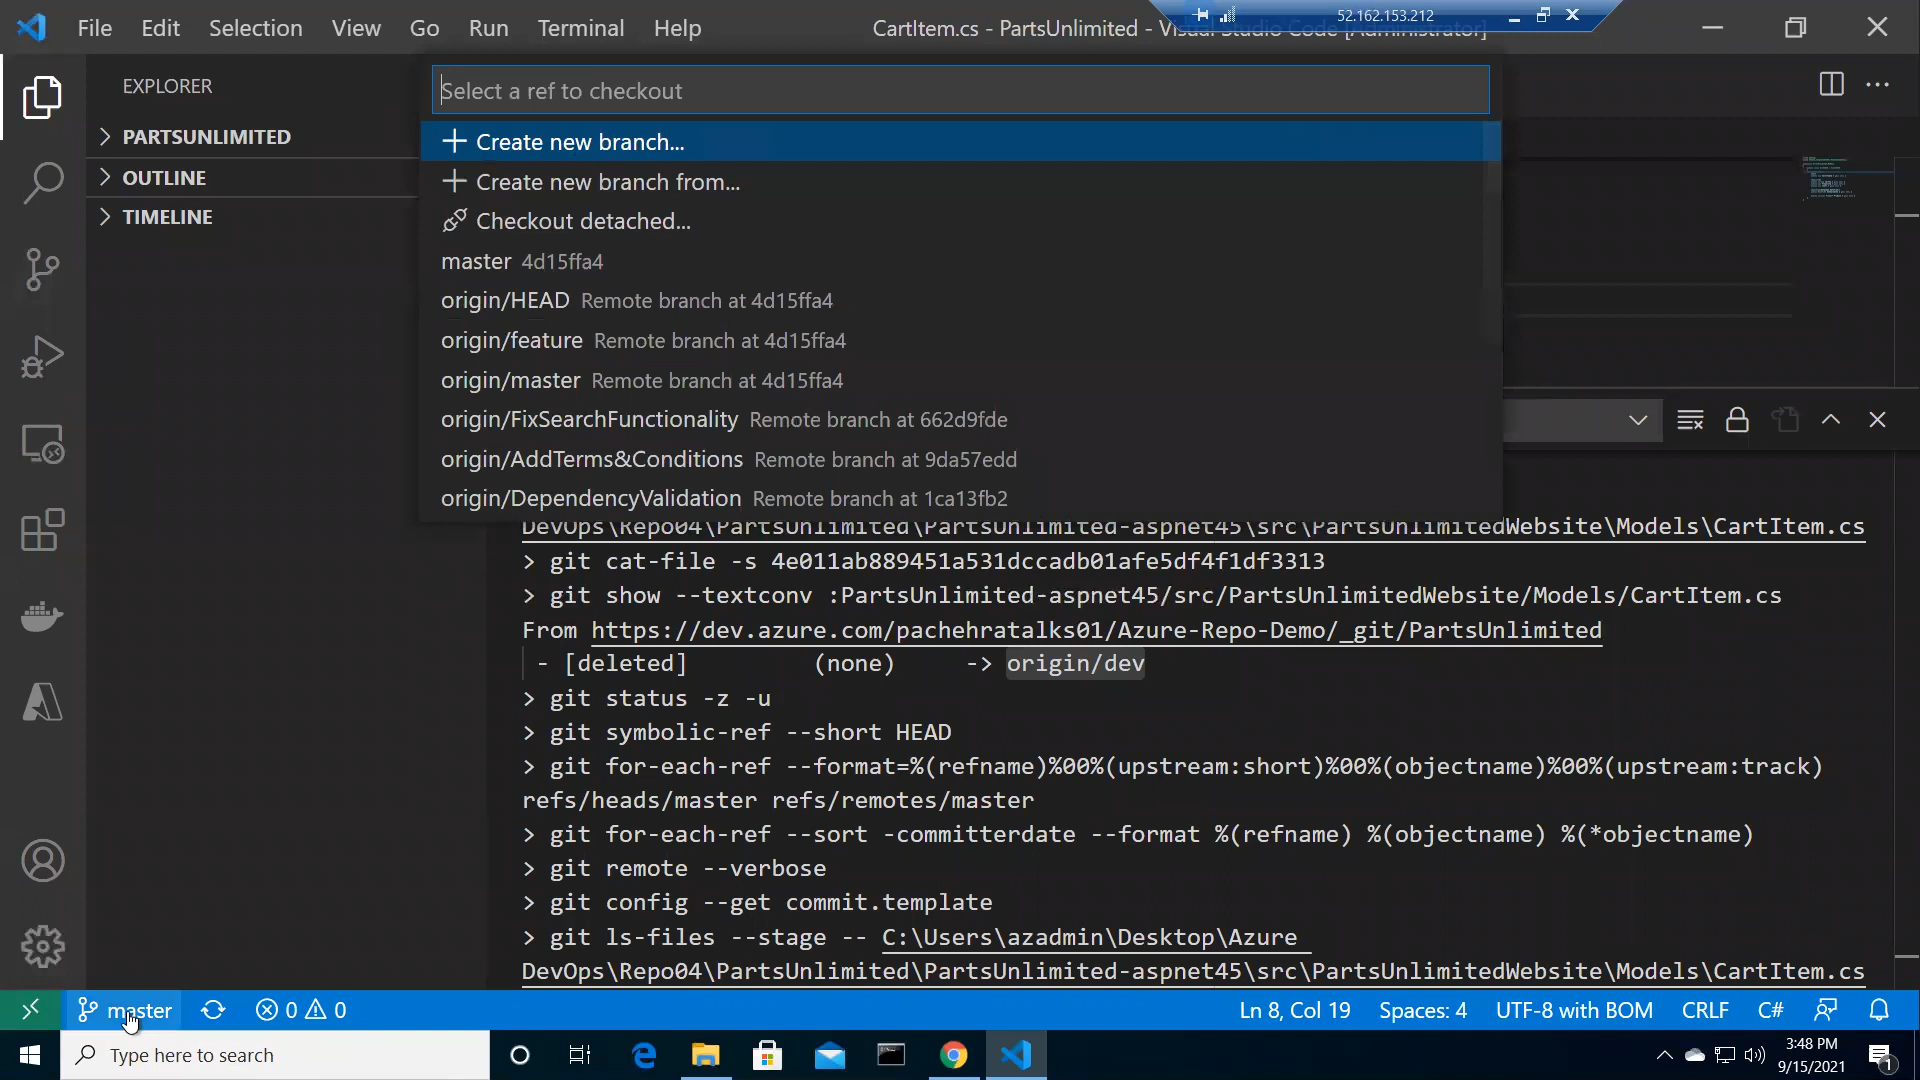 File Edit Selection View Go Run Terminal Help
CartItem.cs - PartsUnlimited - Visual Studio Code [Administrator]
52.162.153.212
EXPLORER
PARTSUNLIMITED
OUTLINE
TIMELINE
Select a ref to checkout
Create new branch...
Create new branch from...
Checkout detached...
master 4d15ffa4
origin/HEAD Remote branch at 4d15ffa4
origin/feature Remote branch at 4d15ffa4
origin/master Remote branch at 4d15ffa4
origin/FixSearchFunctionality Remote branch at 662d9fde
origin/AddTerms&Conditions Remote branch at 9da57edd
origin/DependencyValidation Remote branch at 1ca13fb2
DevOps\Repo04\PartsUnlimited\PartsUnlimited-aspnet45\src\PartsUnlimitedWebsite\Models\CartItem.cs
> git cat-file -s 4e011ab889451a531dccadb01afe5df4f1df3313
> git show --textconv :PartsUnlimited-aspnet45/src/PartsUnlimitedWebsite/Models/CartItem.cs
From https://dev.azure.com/pachehratalks01/Azure-Repo-Demo/_git/PartsUnlimited
- [deleted] (none) -> origin/dev
> git status -z -u
> git symbolic-ref --short HEAD
> git for-each-ref --format=%(refname)%00%(upstream:short)%00%(objectname)%00%(upstream:track)
refs/heads/master refs/remotes/master
> git for-each-ref --sort -committerdate --format %(refname) %(objectname) %(*objectname)
> git remote --verbose
> git config --get commit.template
> git ls-files --stage -- C:\Users\azadmin\Desktop\Azure
DevOps\Repo04\PartsUnlimited\PartsUnlimited-aspnet45\src\PartsUnlimitedWebsite\Models\CartItem.cs
master 0 0 Ln 8, Col 19 Spaces: 4 UTF-8 with BOM CRLF C#
Type here to search
3:48 PM
9/15/2021
1